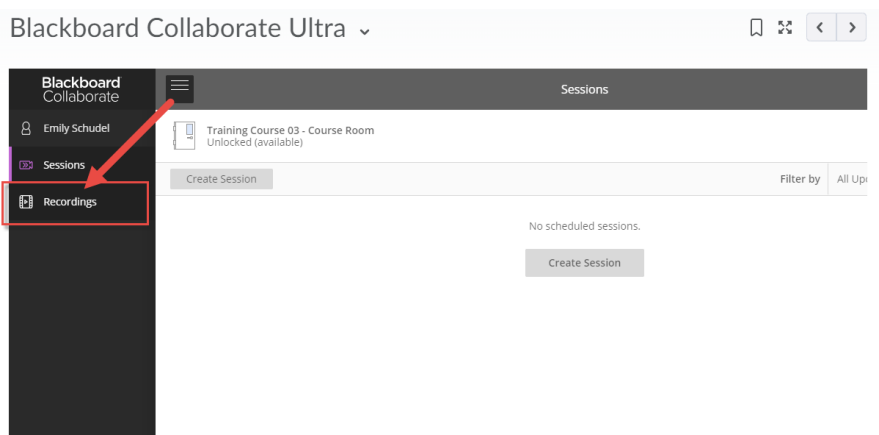 Blackboard Collaborate Ultra
Blackboard
Collaborate
Sessions
Emily Schudel
Training Course 03 - Course Room
Unlocked (available)
Sessions
Create Session
Filter by
All Up
Recordings
No scheduled sessions.
Create Session